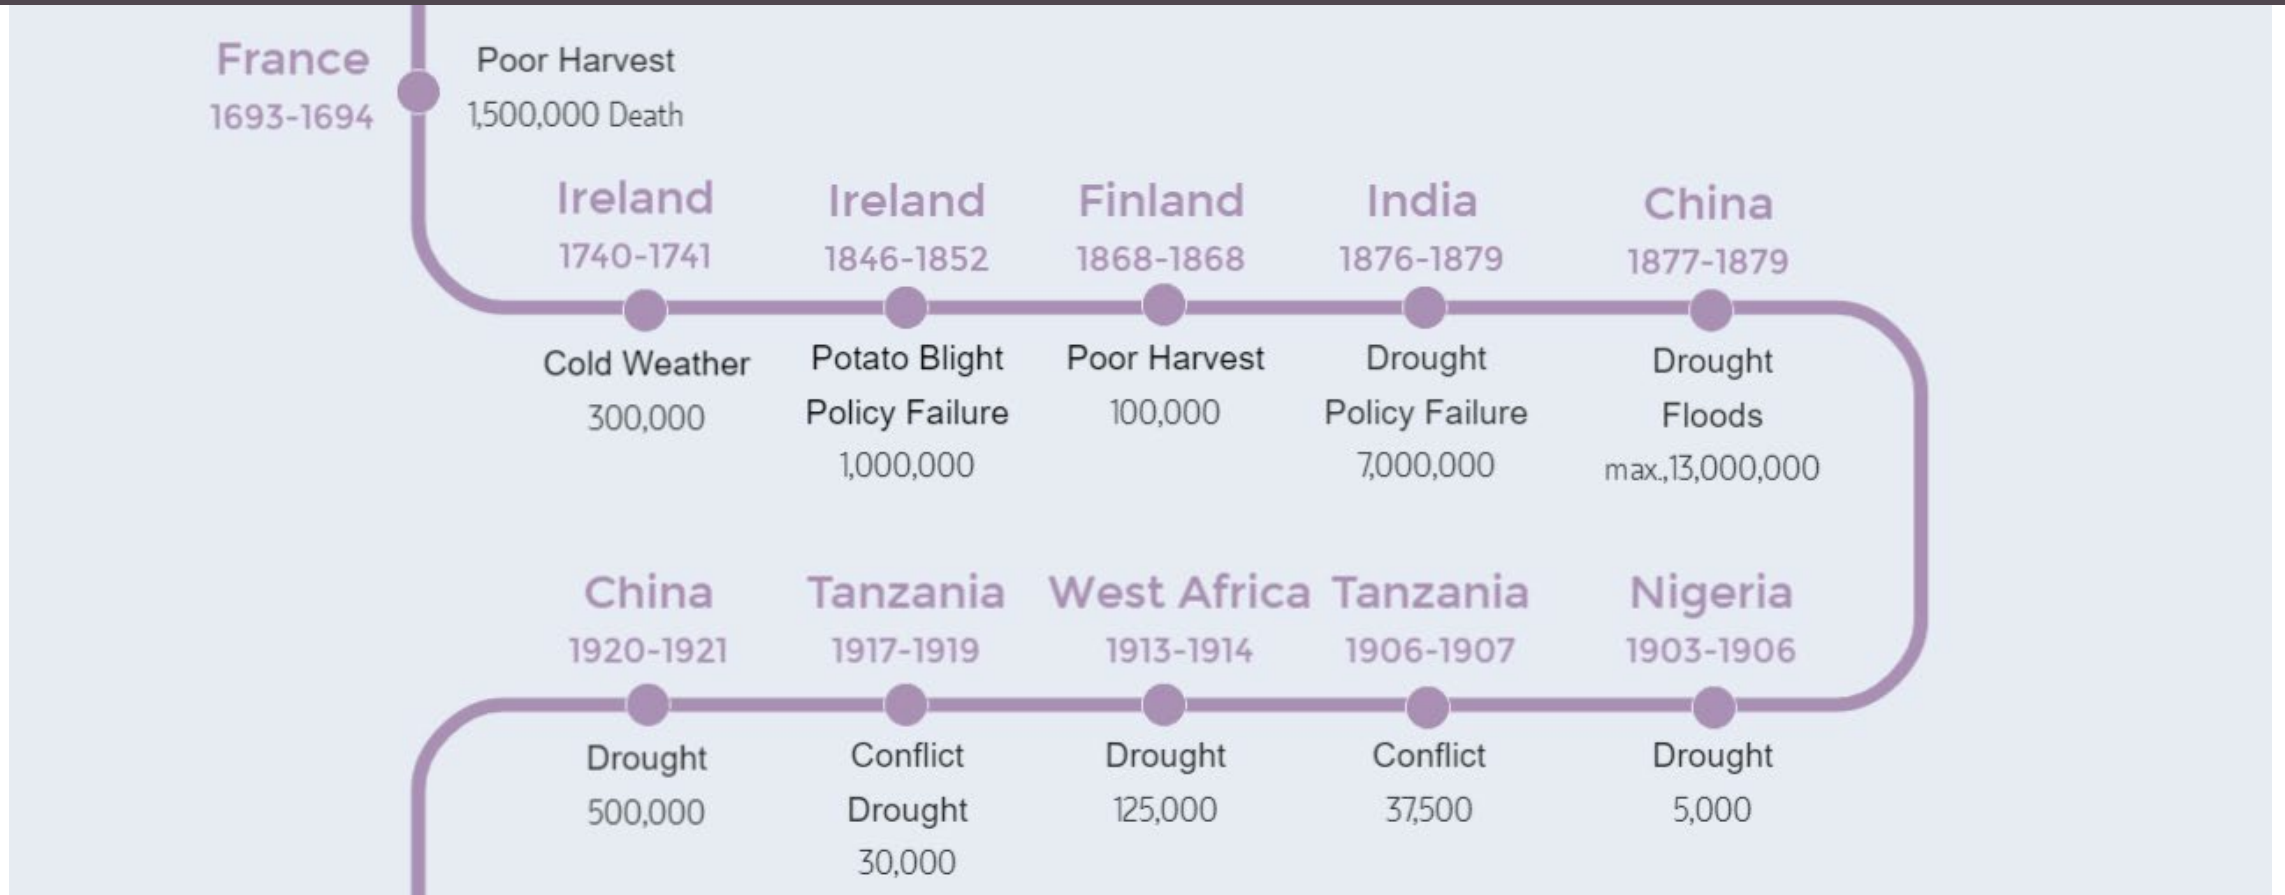 France
1693-1694
Poor Harvest
1,500,000 Death
Ireland
1740-1741
Cold Weather
300,000
Ireland
1846-1852
Potato Blight
Policy Failure
1,000,000
Finland
1868-1868
Poor Harvest
100,000
India
1876-1879
Drought
Policy Failure
7,000,000
China
1877-1879
Drought
Floods
max.,13,000,000
Nigeria
1903-1906
Drought
5,000
Tanzania
1906-1907
Conflict
37,500
West Africa
1913-1914
Drought
125,000
Tanzania
1917-1919
Conflict
Drought
30,000
China
1920-1921
Drought
500,000